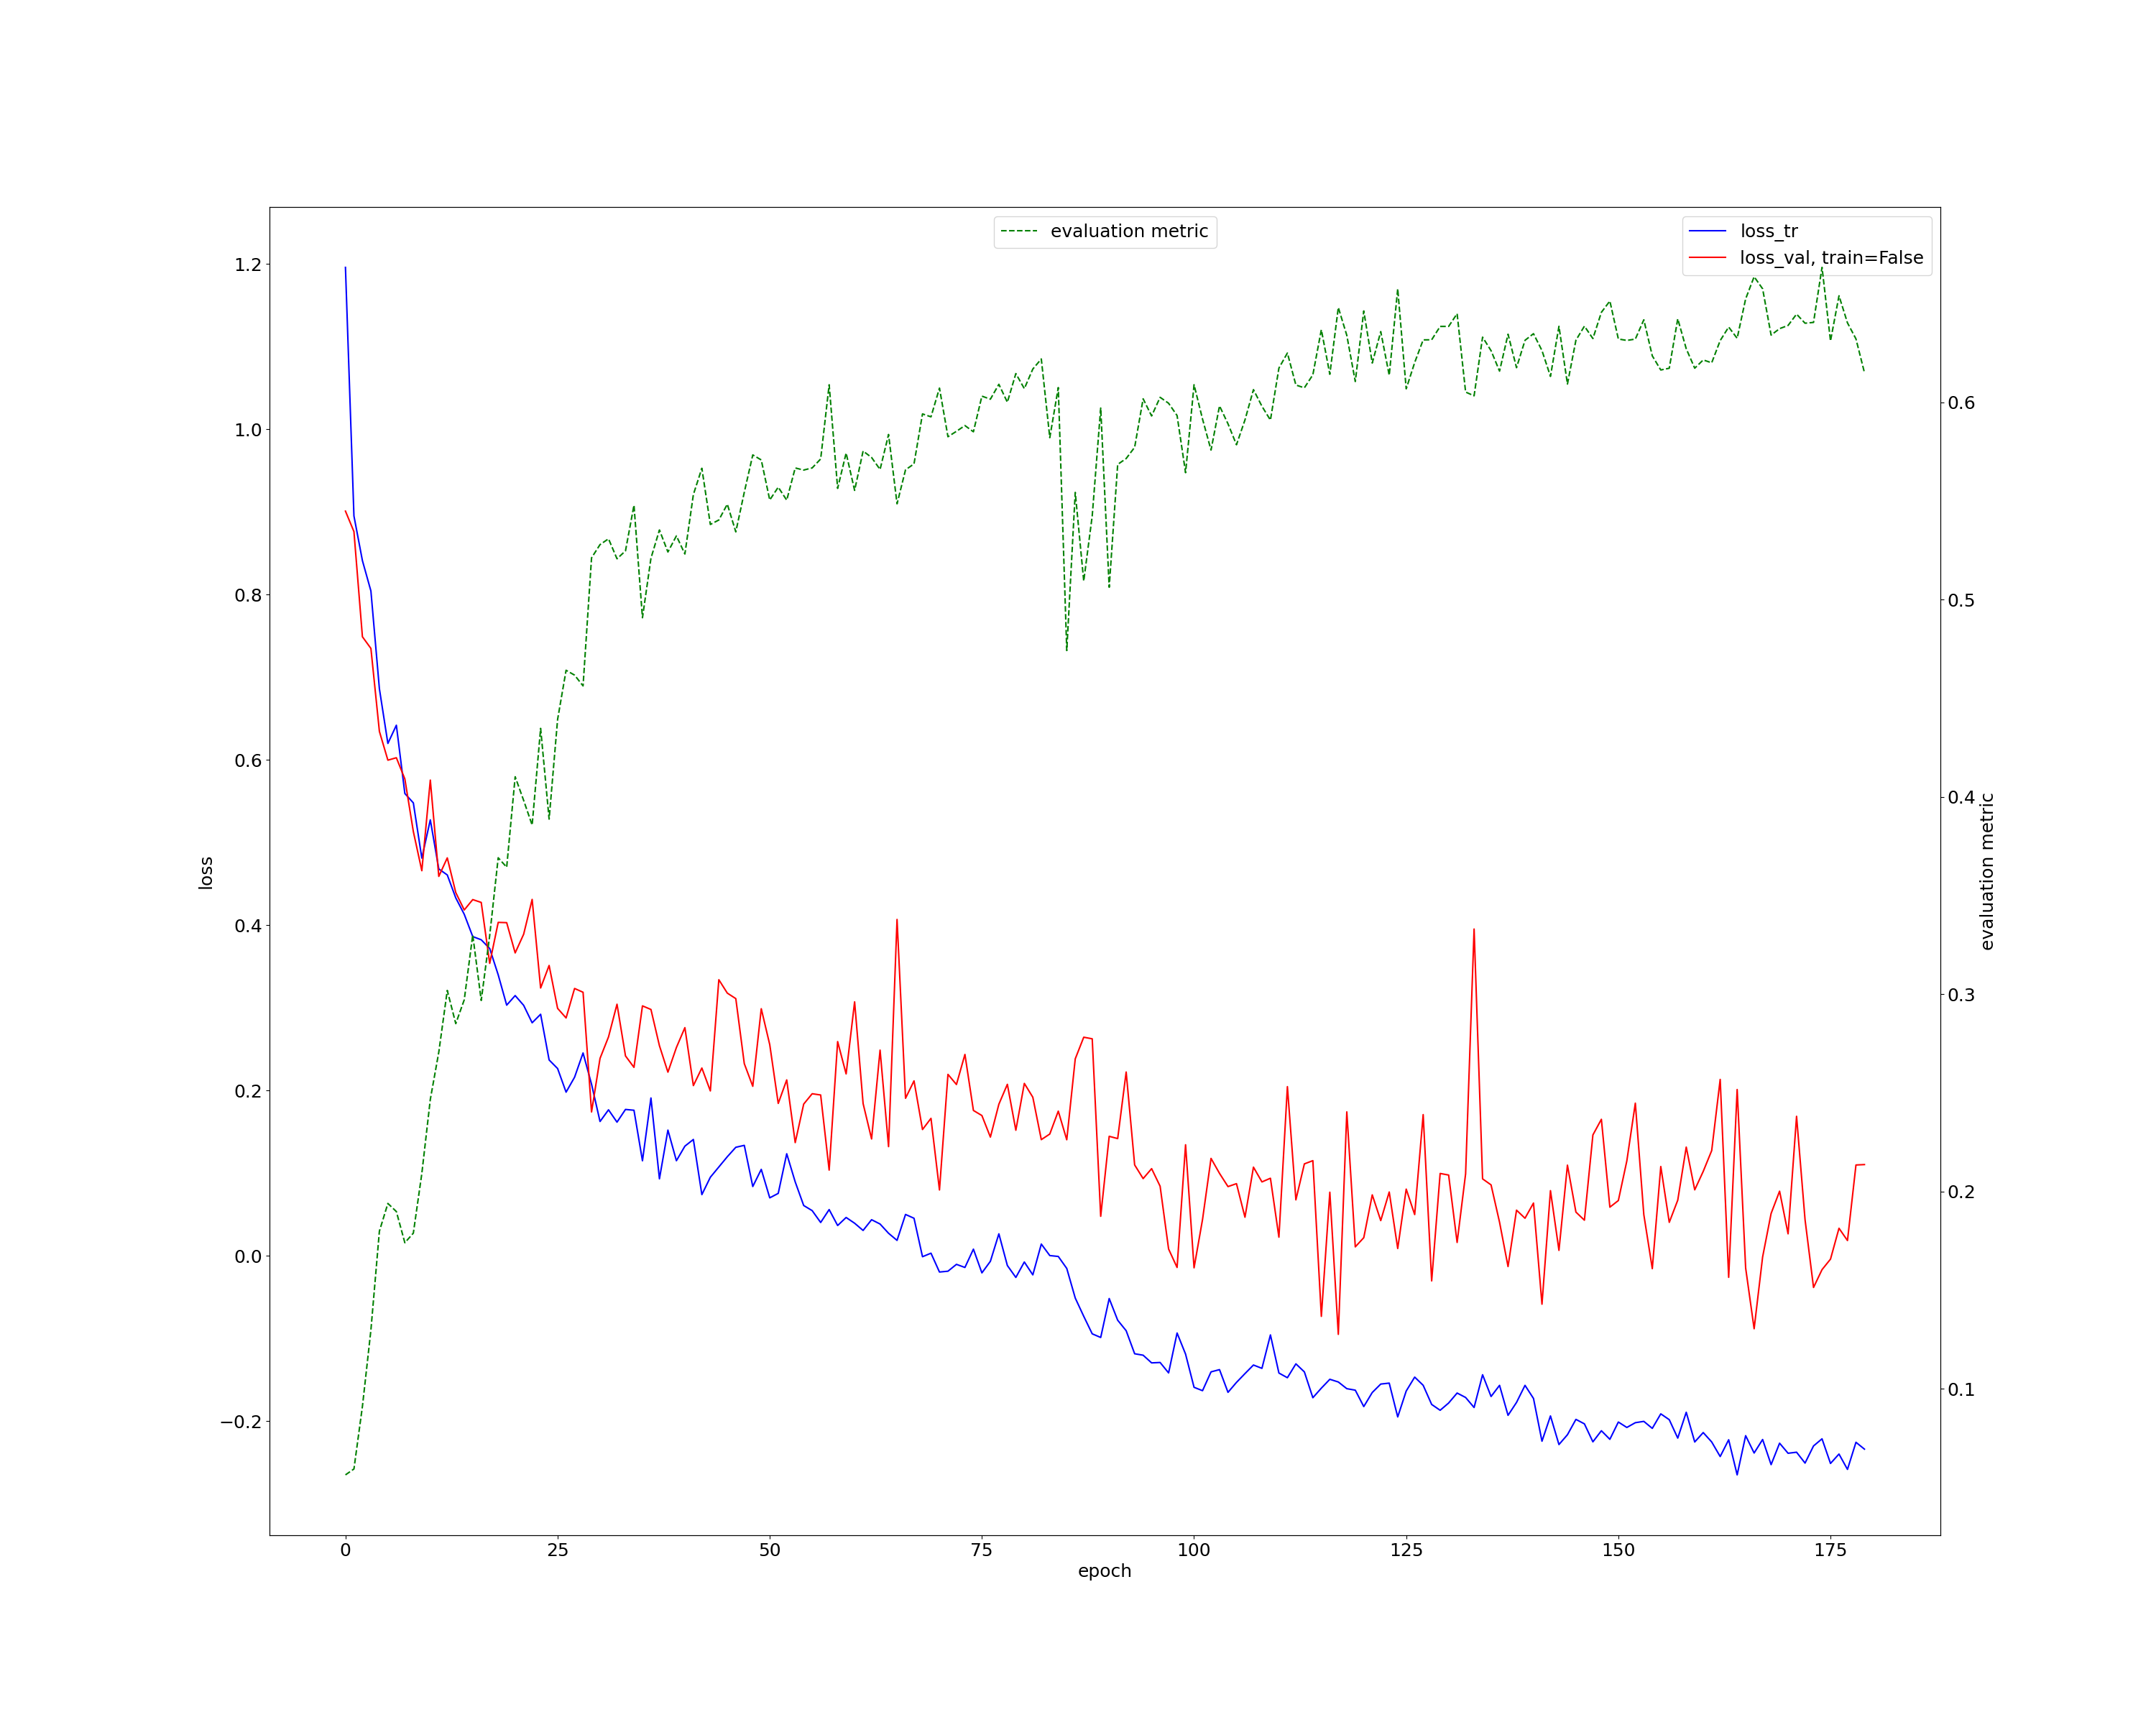 evaluation metric
loss_tr
loss_val, train=False
1.2
1.0
0.8
0.6
0.4
0.2
0.0
−0.2
loss
0.6
0.5
0.4
0.3
0.2
0.1
evaluation metric
0 25 50 75 100 125 150 175
epoch